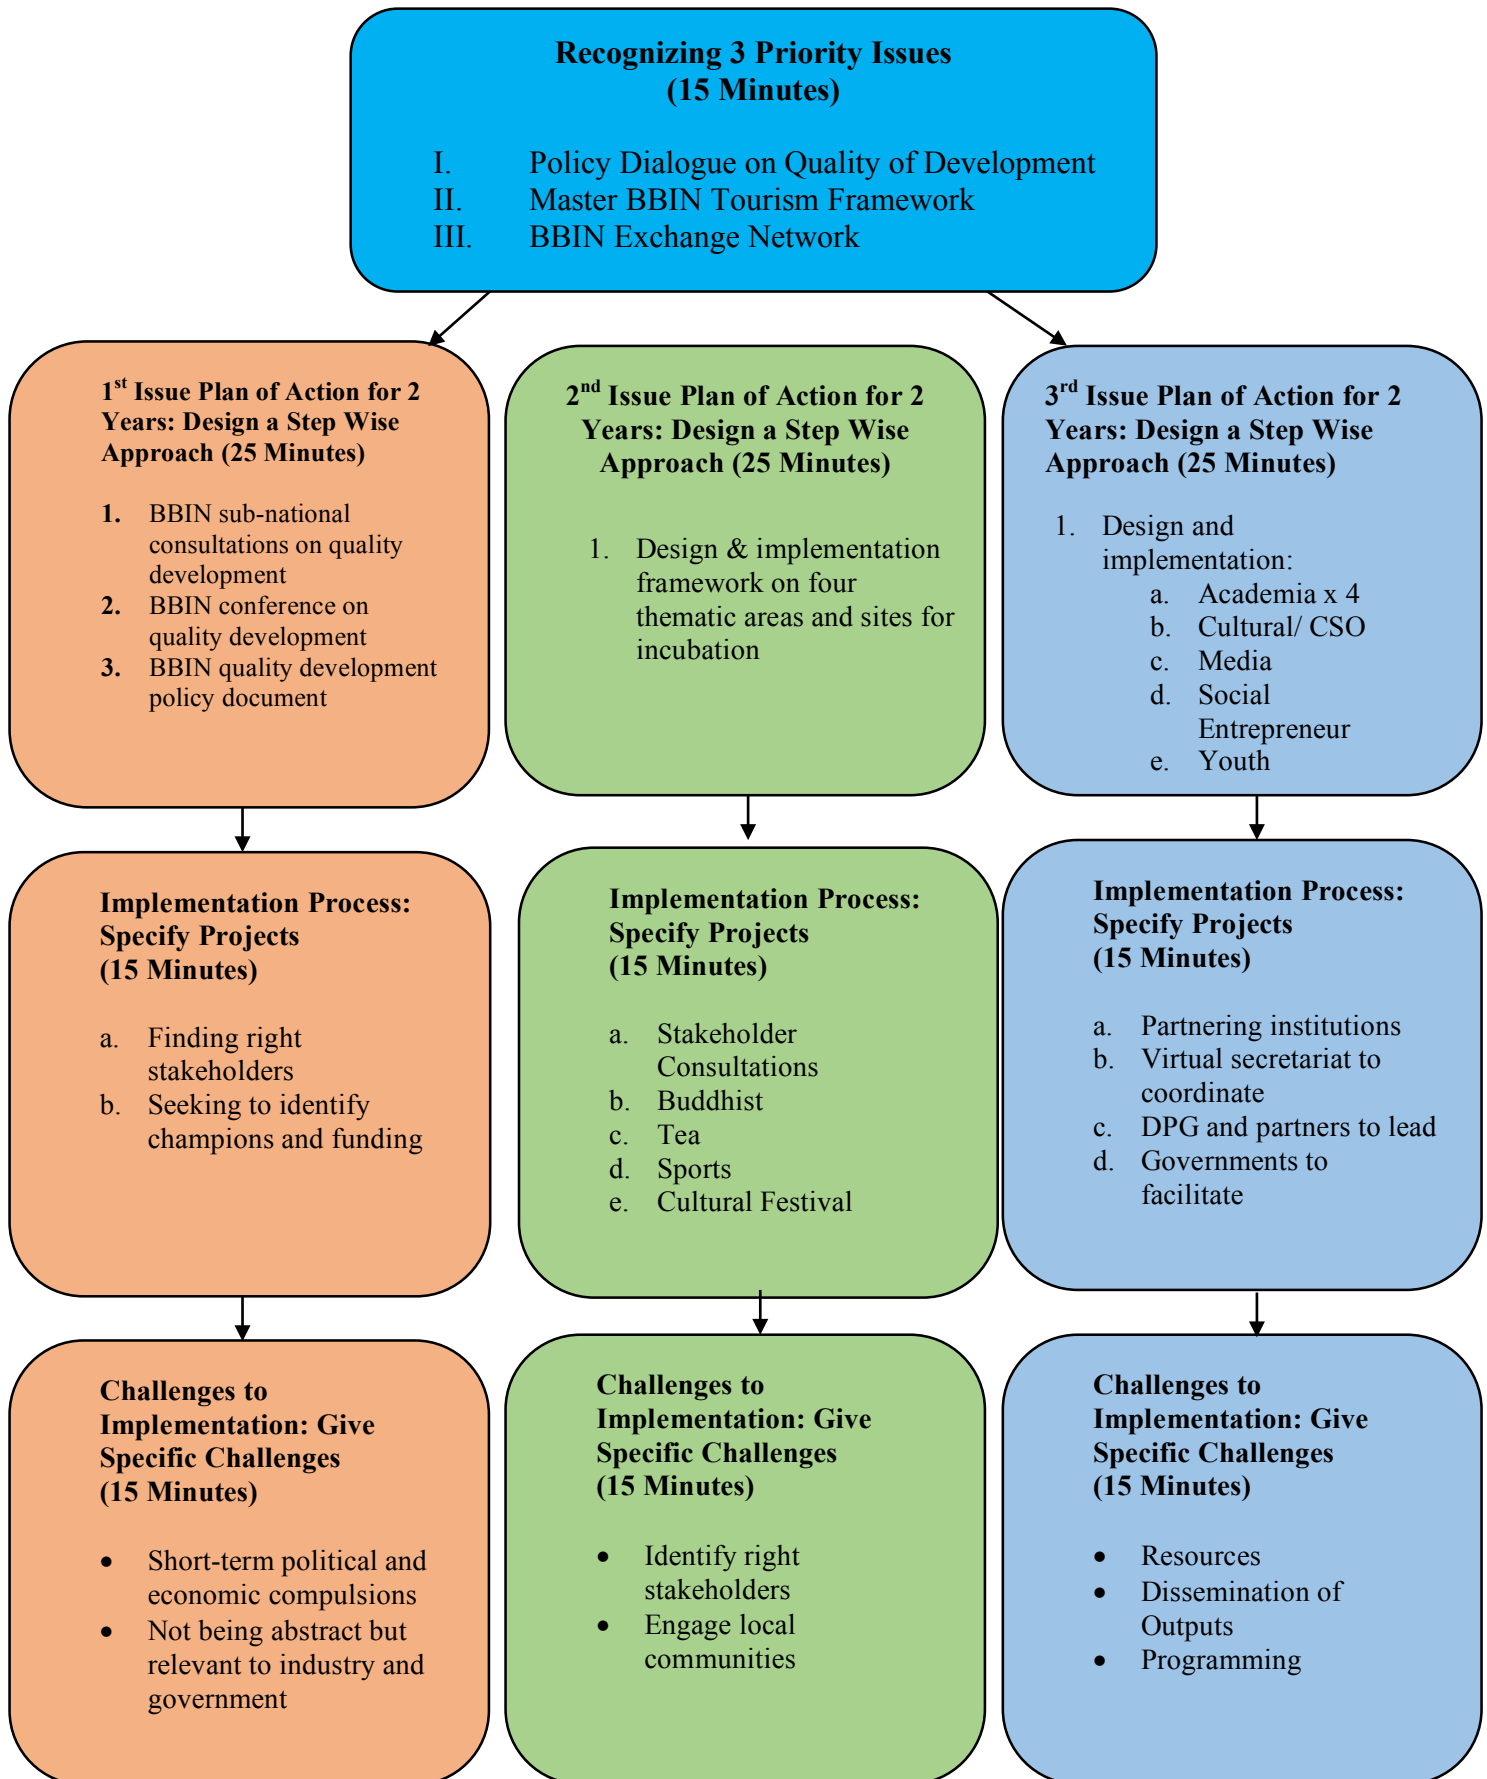 Recognizing 3 Priority Issues
(15 Minutes)
I. Policy Dialogue on Quality of Development
II. Master BBIN Tourism Framework
III. BBIN Exchange Network
1st Issue Plan of Action for 2
Years: Design a Step Wise
Approach (25 Minutes)
1. BBIN sub-national
consultations on quality
development
2. BBIN conference on
quality development
3. BBIN quality development
policy document
2nd Issue Plan of Action for 2
Years: Design a Step Wise
Approach (25 Minutes)
1. Design & implementation
framework on four
thematic areas and sites for
incubation
3rd Issue Plan of Action for 2
Years: Design a Step Wise
Approach (25 Minutes)
1. Design and
implementation:
a. Academia x 4
b. Cultural/ CSO
c. Media
d. Social
Entrepreneur
e. Youth
Implementation Process:
Specify Projects
(15 Minutes)
a. Finding right
stakeholders
b. Seeking to identify
champions and funding
Implementation Process:
Specify Projects
(15 Minutes)
a. Stakeholder
Consultations
b. Buddhist
c. Tea
d. Sports
e. Cultural Festival
Implementation Process:
Specify Projects
(15 Minutes)
a. Partnering institutions
b. Virtual secretariat to
coordinate
c. DPG and partners to lead
d. Governments to
facilitate
Challenges to
Implementation: Give
Specific Challenges
(15 Minutes)
• Short-term political and
economic compulsions
• Not being abstract but
relevant to industry and
government
Challenges to
Implementation: Give
Specific Challenges
(15 Minutes)
• Identify right
stakeholders
• Engage local
communities
Challenges to
Implementation: Give
Specific Challenges
(15 Minutes)
• Resources
• Dissemination of
Outputs
• Programming